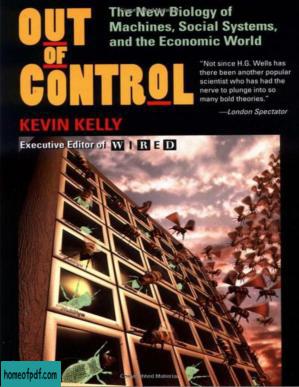 OUT
OF
CONTROL
The New Biology of
Machines, Social Systems,
and the Economic World
"Not since H.G. Wells has
there been another popular
scientist who has had the
nerve to plunge into so
many bold theories."
—London Spectator
KEVIN KELLY
Executive Editor of WIRED
homeofpdf.com
Copyrighted Material